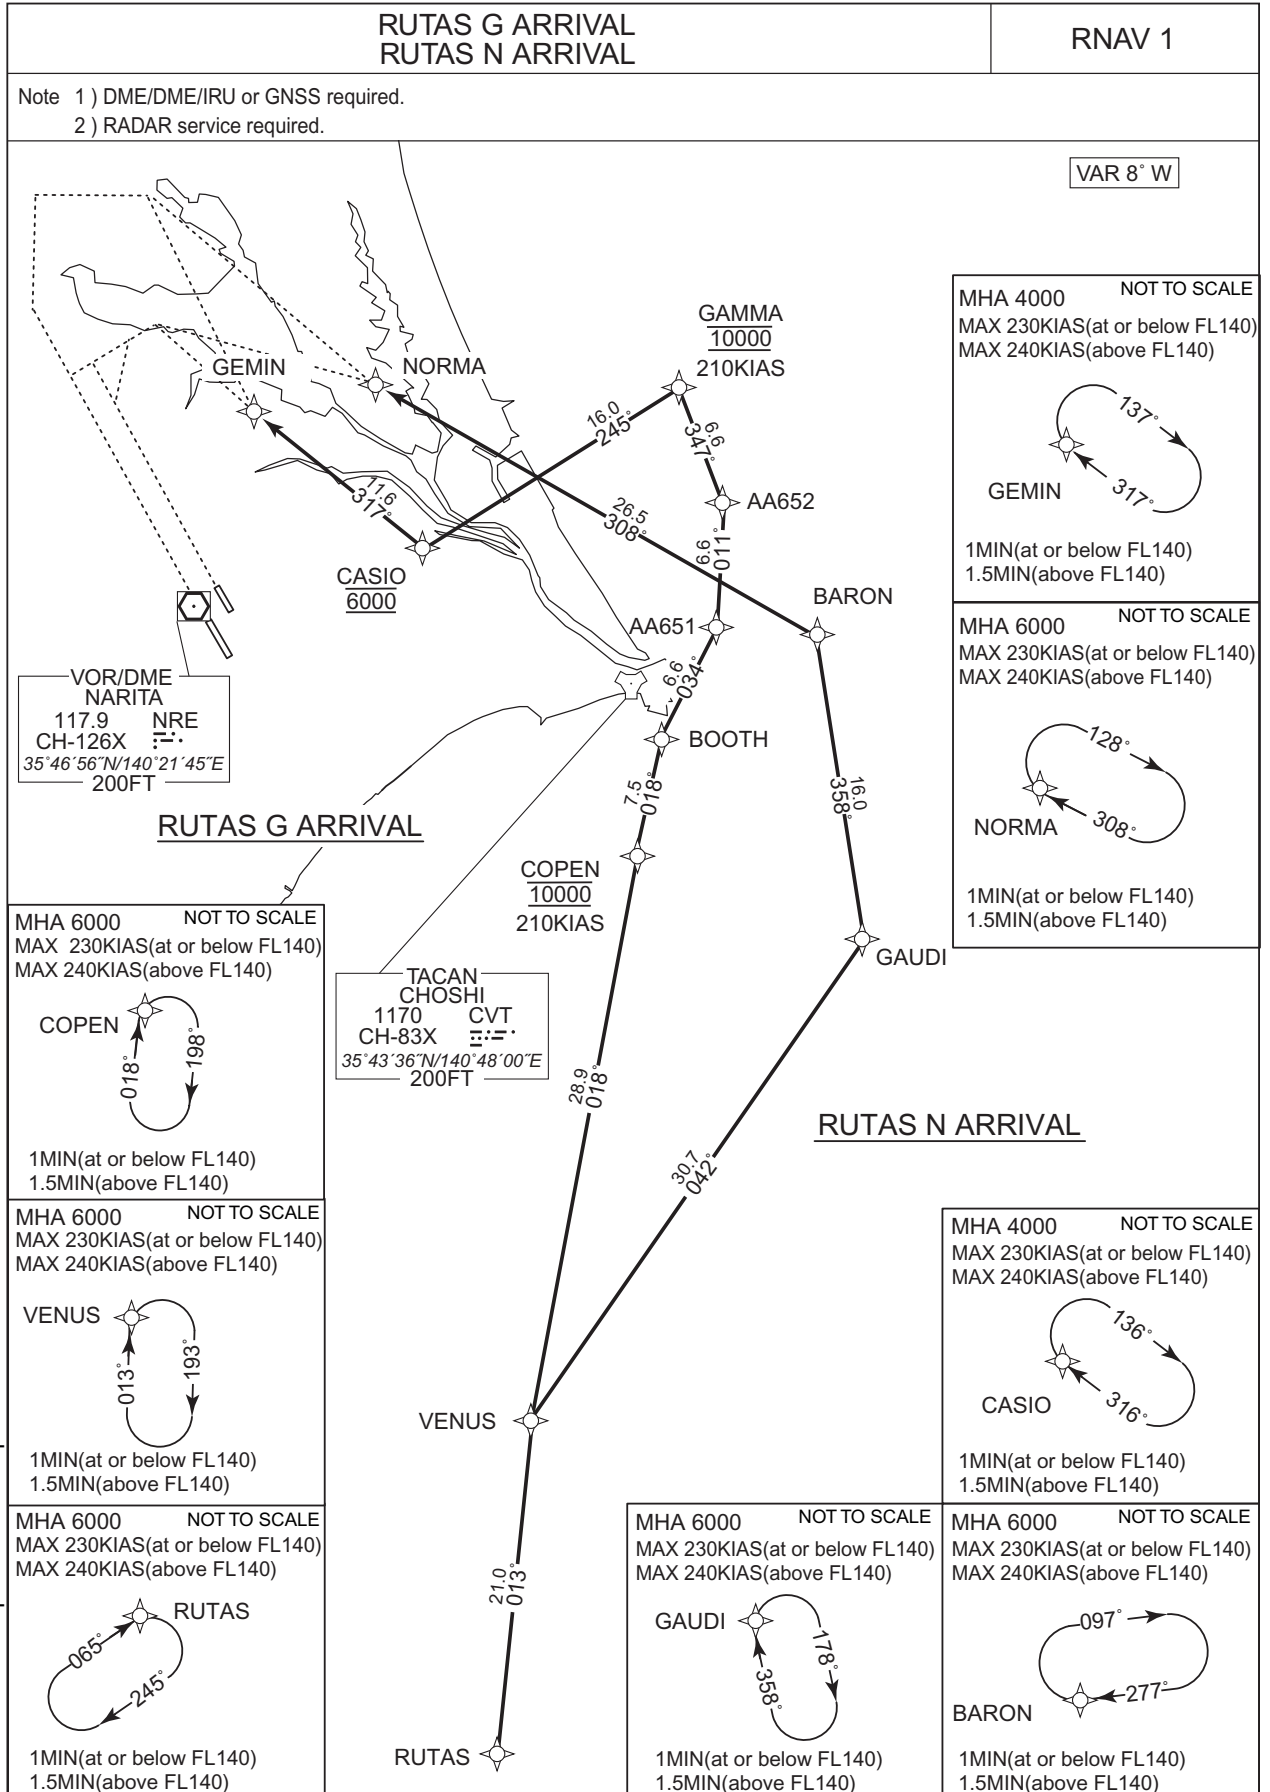 RUTAS G ARRIVAL
RUTAS N ARRIVAL
RNAV 1
Note 1 ) DME/DME/IRU or GNSS required.
2 ) RADAR service required.
VAR 8˚ W
GAMMA
10000
210KIAS
GEMIN
NORMA
16.0
245˚
6.6
347˚
AA652
11.6
317˚
26.5
308˚
6.6
011˚
CASIO
6000
BARON
AA651
6.6
034˚
VOR/DME
NARITA
117.9 NRE
CH-126X
35˚46´56˝N/140˚21´45˝E
200FT
BOOTH
7.5
018˚
16.0
358˚
RUTAS G ARRIVAL
COPEN
10000
210KIAS
GAUDI
TACAN
CHOSHI
1170 CVT
CH-83X
35˚43´36˝N/140˚48´00˝E
200FT
28.9
018˚
RUTAS N ARRIVAL
30.7
042˚
VENUS
21.0
013˚
RUTAS
MHA 4000 NOT TO SCALE
MAX 230KIAS(at or below FL140)
MAX 240KIAS(above FL140)
137˚
GEMIN
317˚
1MIN(at or below FL140)
1.5MIN(above FL140)
MHA 6000 NOT TO SCALE
MAX 230KIAS(at or below FL140)
MAX 240KIAS(above FL140)
128˚
NORMA
308˚
1MIN(at or below FL140)
1.5MIN(above FL140)
MHA 6000 NOT TO SCALE
MAX 230KIAS(at or below FL140)
MAX 240KIAS(above FL140)
COPEN
018˚
198˚
1MIN(at or below FL140)
1.5MIN(above FL140)
MHA 6000 NOT TO SCALE
MAX 230KIAS(at or below FL140)
MAX 240KIAS(above FL140)
VENUS
013˚
193˚
1MIN(at or below FL140)
1.5MIN(above FL140)
MHA 6000 NOT TO SCALE
MAX 230KIAS(at or below FL140)
MAX 240KIAS(above FL140)
RUTAS
065˚
245˚
1MIN(at or below FL140)
1.5MIN(above FL140)
MHA 4000 NOT TO SCALE
MAX 230KIAS(at or below FL140)
MAX 240KIAS(above FL140)
136˚
CASIO
316˚
1MIN(at or below FL140)
1.5MIN(above FL140)
MHA 6000 NOT TO SCALE
MAX 230KIAS(at or below FL140)
MAX 240KIAS(above FL140)
GAUDI
178˚
358˚
1MIN(at or below FL140)
1.5MIN(above FL140)
MHA 6000 NOT TO SCALE
MAX 230KIAS(at or below FL140)
MAX 240KIAS(above FL140)
097˚
277˚
BARON
1MIN(at or below FL140)
1.5MIN(above FL140)